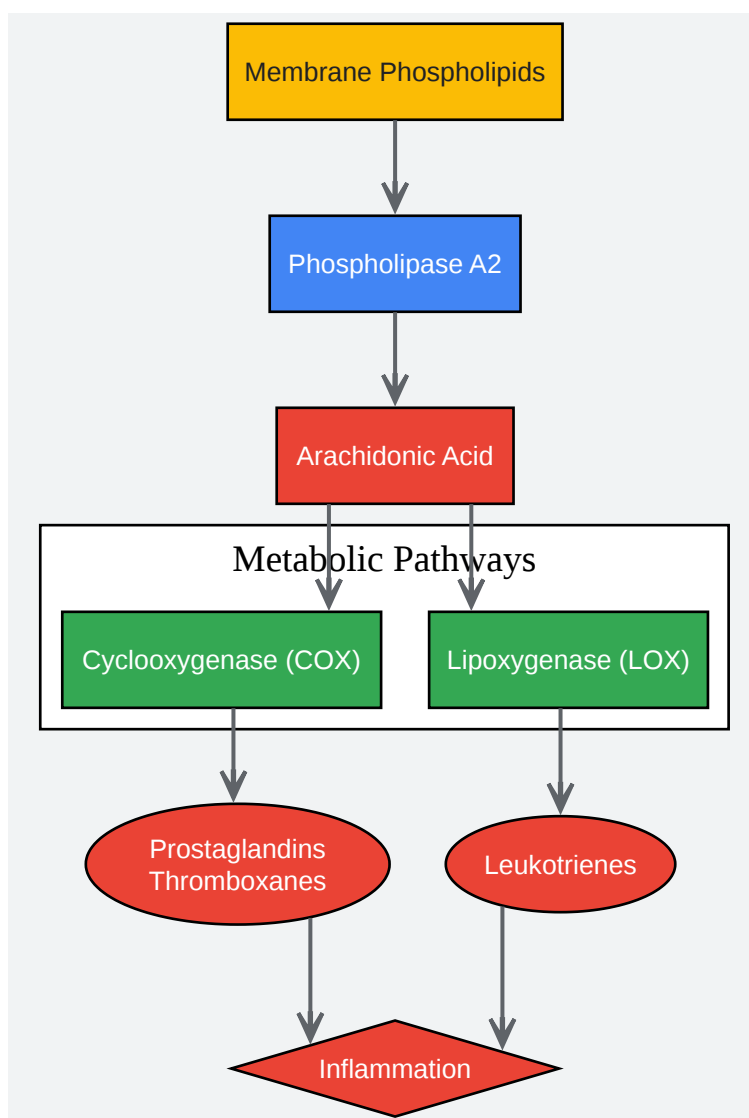 Membrane Phospholipids
Phospholipase A2
Arachidonic Acid
Metabolic Pathways
Cyclooxygenase (COX)
Lipoxygenase (LOX)
Prostaglandins
Thromboxanes
Leukotrienes
Inflammation